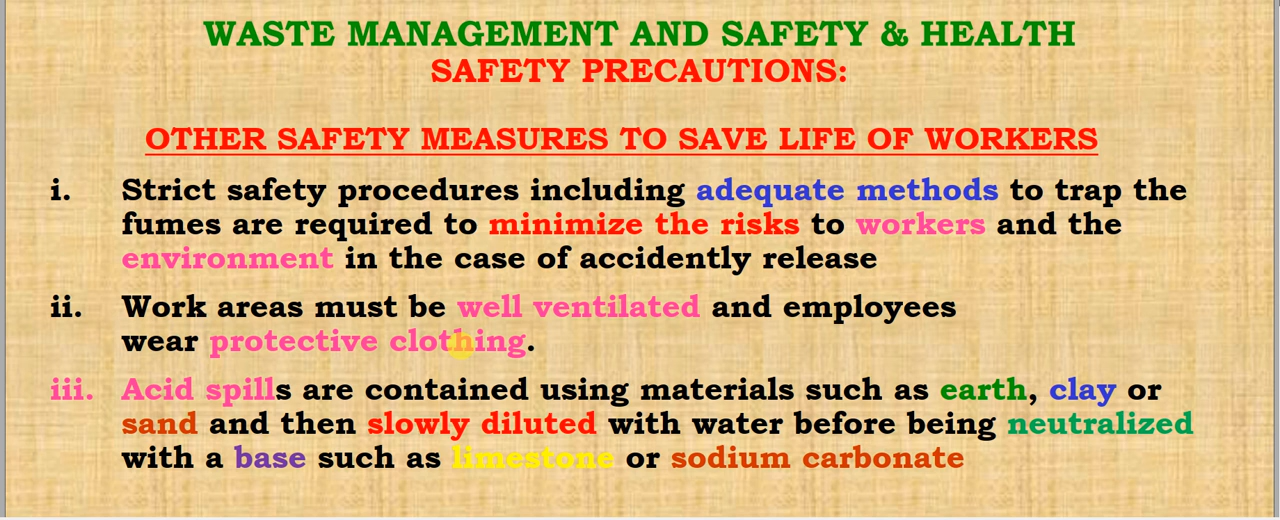 WASTE MANAGEMENT AND SAFETY & HEALTH
SAFETY PRECAUTIONS:
OTHER SAFETY MEASURES TO SAVE LIFE OF WORKERS
i. Strict safety procedures including adequate methods to trap the
fumes are required to minimize the risks to workers and the
environment in the case of accidently release
ii. Work areas must be well ventilated and employees
wear protective clothing.
iii. Acid spills are contained using materials such as earth, clay or
sand and then slowly diluted with water before being neutralized
with a base such as limestone or sodium carbonate